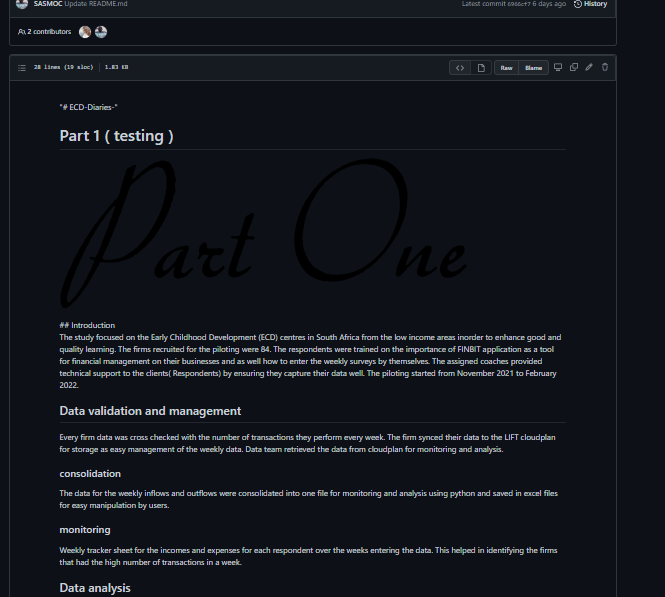 SASMOC Update README.md
Latest commit 6966cf7 6 days ago History
2 contributors
28 lines (19 sloc) 1.83 KB
Raw Blame
"# ECD-Diaries-"
Part 1 ( testing )
Part One
## Introduction
The study focused on the Early Childhood Development (ECD) centres in South Africa from the low income areas inorder to enhance good and
quality learning. The firms recruited for the piloting were 84. The respondents were trained on the importance of FINBIT application as a tool
for financial management on their businesses and as well how to enter the weekly surveys by themselves. The assigned coaches provided
technical support to the clients( Respondents) by ensuring they capture their data well. The piloting started from November 2021 to February
2022.
Data validation and management
Every firm data was cross checked with the number of transactions they perform every week. The firm synced their data to the LIFT cloudplan
for storage as easy management of the weekly data. Data team retrieved the data from cloudplan for monitoring and analysis.
consolidation
The data for the weekly inflows and outflows were consolidated into one file for monitoring and analysis using python and saved in excel files
for easy manipulation by users.
monitoring
Weekly tracker sheet for the incomes and expenses for each respondent over the weeks entering the data. This helped in identifying the firms
that had the high number of transactions in a week.
Data analysis